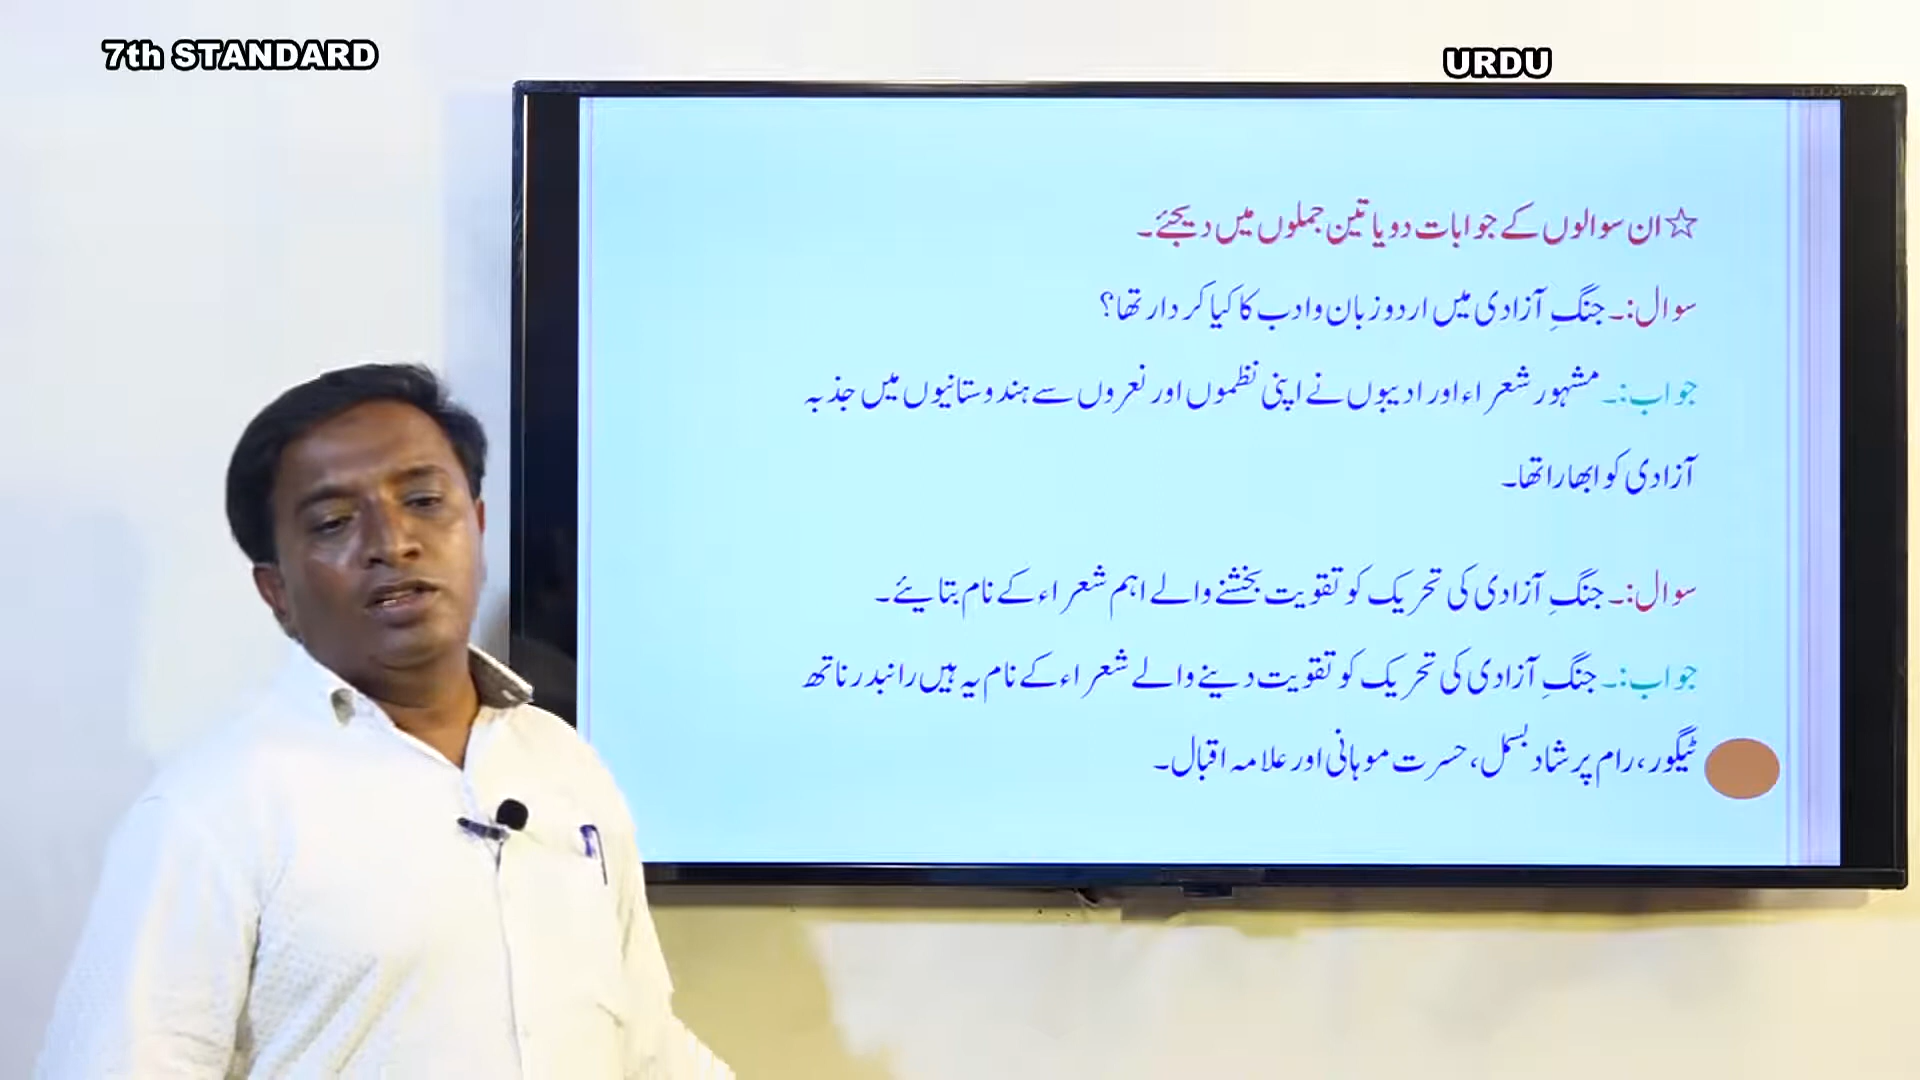 7th STANDARD
URDU
☆ان سوالوں کے جوابات دو یا تین جملوں میں دیجئے۔
سوال:۔ جنگِ آزادی میں اردو زبان و ادب کا کیا کردار تھا؟
جواب:۔ مشہور شعراء اور ادیبوں نے اپنی نظموں اور نعروں سے ہندوستانیوں میں جذبہ
آزادی کو ابھارا تھا۔
سوال:۔ جنگِ آزادی کی تحریک کو تقویت بخشنے والے اہم شعراء کے نام بتایئے۔
جواب:۔ جنگِ آزادی کی تحریک کو تقویت دینے والے شعراء کے نام یہ ہیں رانبدرناتھ
ٹیگور، رام پرشاد بسمل، حسرت موہانی اور علامہ اقبال۔